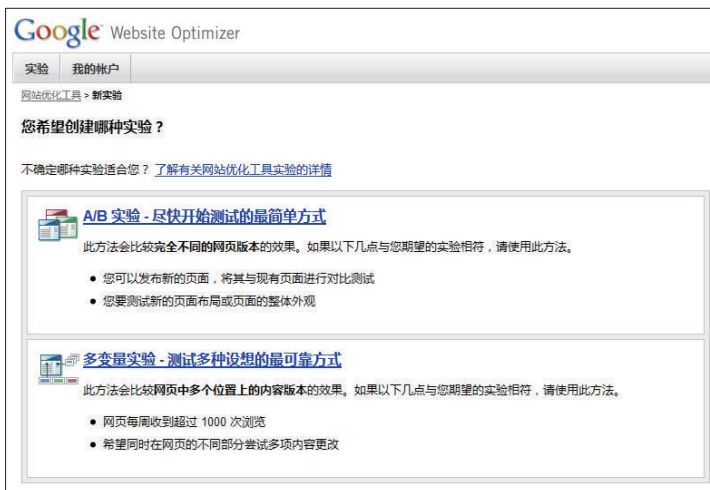 Google Website Optimizer
实验 我的帐户
网站优化工具 > 新实验
您希望创建哪种实验？
不确定哪种实验适合您？ 了解有关网站优化工具实验的详情
A/B 实验 - 尽快开始测试的最简单方式
此方法会比较完全不同的网页版本的效果。如果以下几点与您期望的实验相符，请使用此方法。
● 您可以发布新的页面，将其与现有页面进行对比测试
● 您要测试新的页面布局或页面的整体外观
多变量实验 - 测试多种设想的最可靠方式
此方法会比较网页中多个位置上的内容版本的效果。如果以下几点与您期望的实验相符，请使用此方法。
● 网页每周收到超过 1000 次浏览
● 希望同时在网页的不同部分尝试多项内容更改